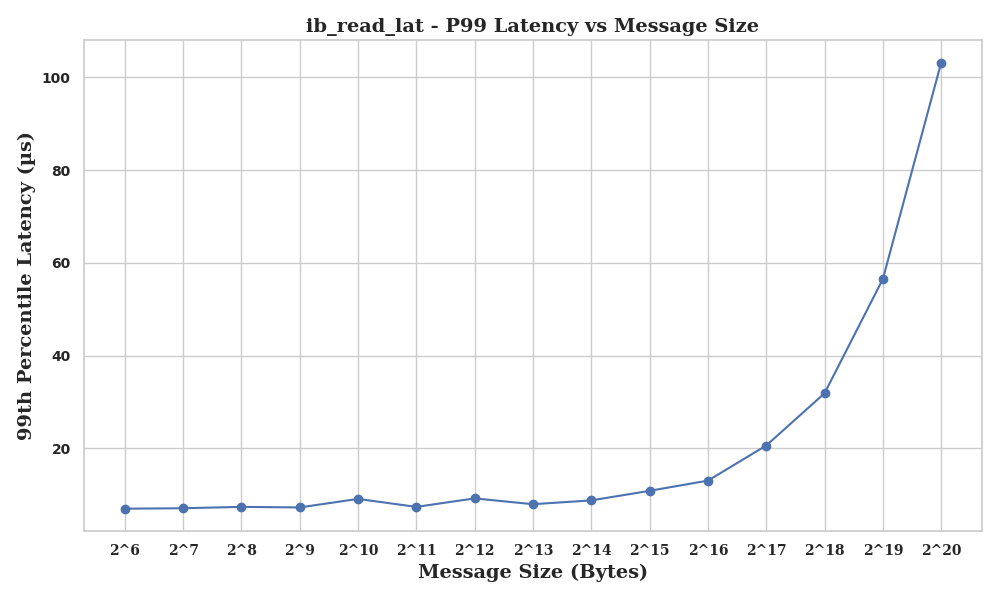 ib_read_lat - P99 Latency vs Message Size
99th Percentile Latency (µs)
100
80
60
40
20
2^6 2^7 2^8 2^9 2^10 2^11 2^12 2^13 2^14 2^15 2^16 2^17 2^18 2^19 2^20
Message Size (Bytes)